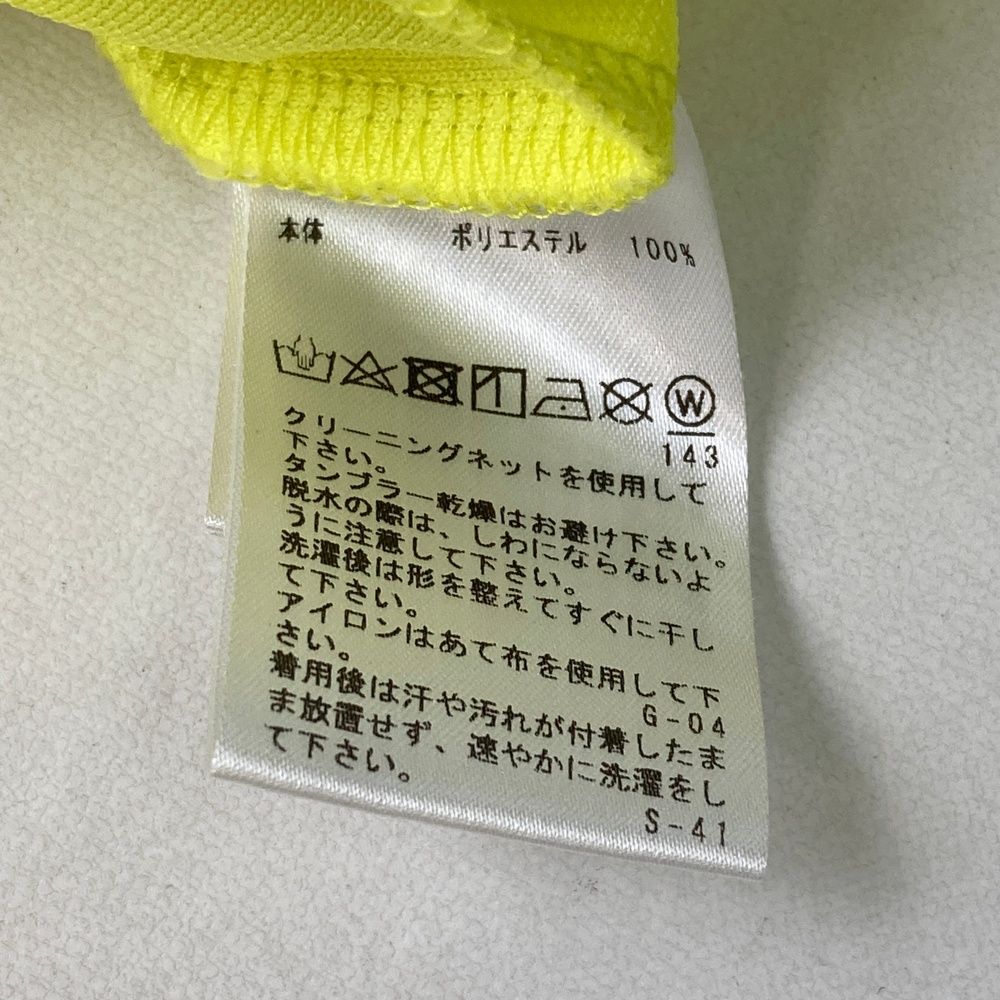 本体 ポリエステル 100%
W
143
クリーニングネットを使用して
下さい。
タンブラー乾燥はお避け下さい。
脱水の際は、しわにならないよ
うに注意して下さい。
洗濯後は形を整えてすぐに干し
て下さい。
アイロンはあて布を使用して下
さい。
G-04
着用後は汗や汚れが付着したま
ま放置せず、速やかに洗濯をし
て下さい。
S-41